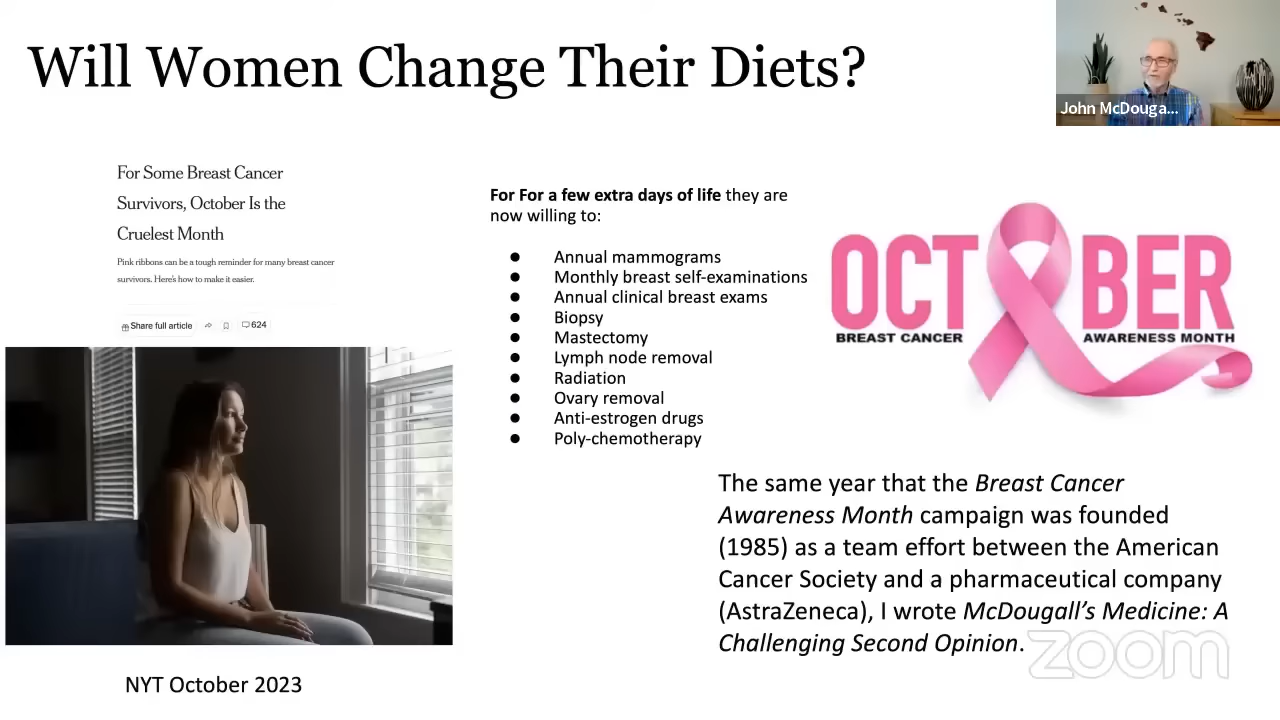 Will Women Change Their Diets?
John McDouga...
For Some Breast Cancer
Survivors, October Is the
Cruelest Month
Pink ribbons can be a tough reminder for many breast cancer
survivors. Here's how to make it easier.
Share full article
624
NYT October 2023
For For a few extra days of life they are
now willing to:
● Annual mammograms
● Monthly breast self-examinations
● Annual clinical breast exams
● Biopsy
● Mastectomy
● Lymph node removal
● Radiation
● Ovary removal
● Anti-estrogen drugs
● Poly-chemotherapy
OCTOBER
BREAST CANCER AWARENESS MONTH
The same year that the Breast Cancer
Awareness Month campaign was founded
(1985) as a team effort between the American
Cancer Society and a pharmaceutical company
(AstraZeneca), I wrote McDougall's Medicine: A
Challenging Second Opinion.
zoom